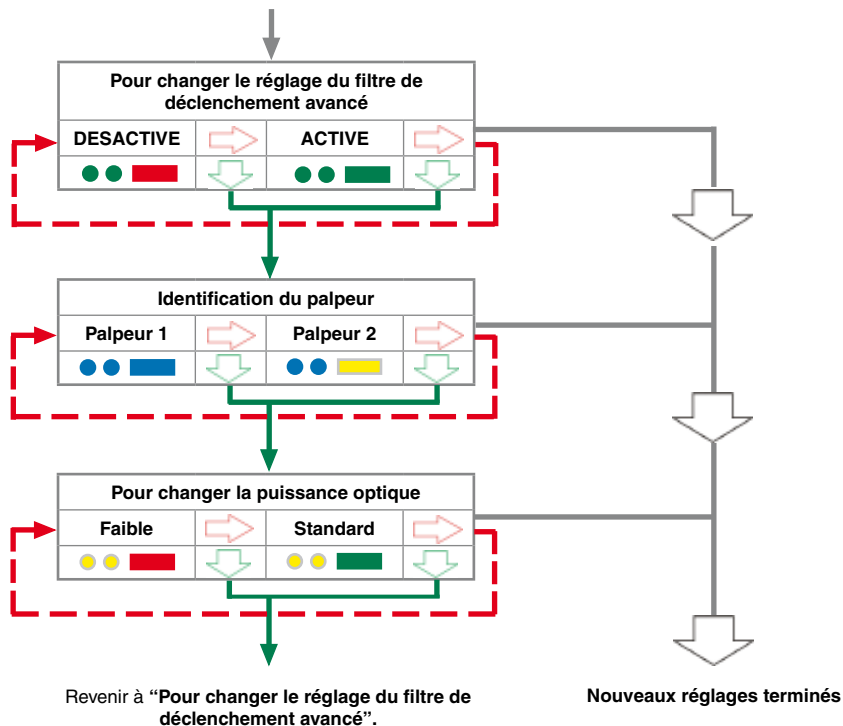 Pour changer le réglage du filtre de
déclenchement avancé
DESACTIVE
ACTIVE
Identification du palpeur
Palpeur 1
Palpeur 2
Pour changer la puissance optique
Faible
Standard
Revenir à “Pour changer le réglage du filtre de
déclenchement avancé”.
Nouveaux réglages terminés